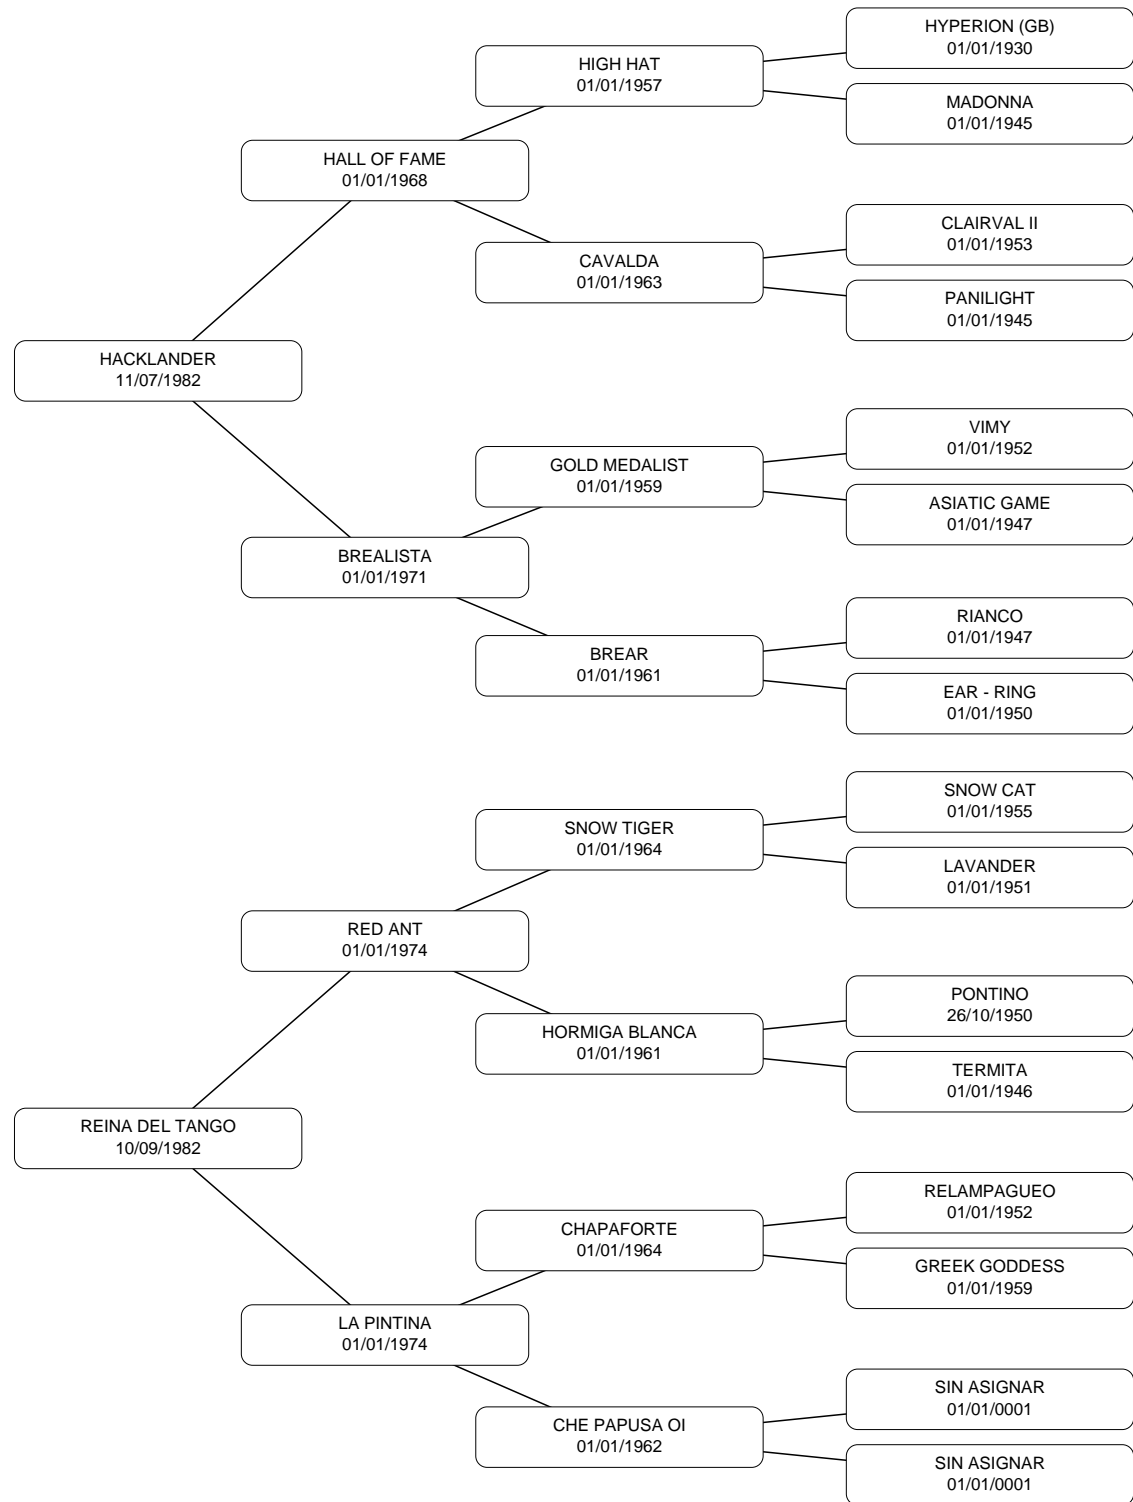 HYPERION (GB)
01/01/1930
HIGH HAT
01/01/1957
MADONNA
01/01/1945
HALL OF FAME
01/01/1968
CLAIRVAL II
01/01/1953
CAVALDA
01/01/1963
PANILIGHT
01/01/1945
HACKLANDER
11/07/1982
VIMY
01/01/1952
GOLD MEDALIST
01/01/1959
ASIATIC GAME
01/01/1947
BREALISTA
01/01/1971
RIANCO
01/01/1947
BREAR
01/01/1961
EAR - RING
01/01/1950
SNOW CAT
01/01/1955
SNOW TIGER
01/01/1964
LAVANDER
01/01/1951
RED ANT
01/01/1974
PONTINO
26/10/1950
HORMIGA BLANCA
01/01/1961
TERMITA
01/01/1946
REINA DEL TANGO
10/09/1982
RELAMPAGUEO
01/01/1952
CHAPAFORTE
01/01/1964
GREEK GODDESS
01/01/1959
LA PINTINA
01/01/1974
SIN ASIGNAR
01/01/0001
CHE PAPUSA OI
01/01/1962
SIN ASIGNAR
01/01/0001